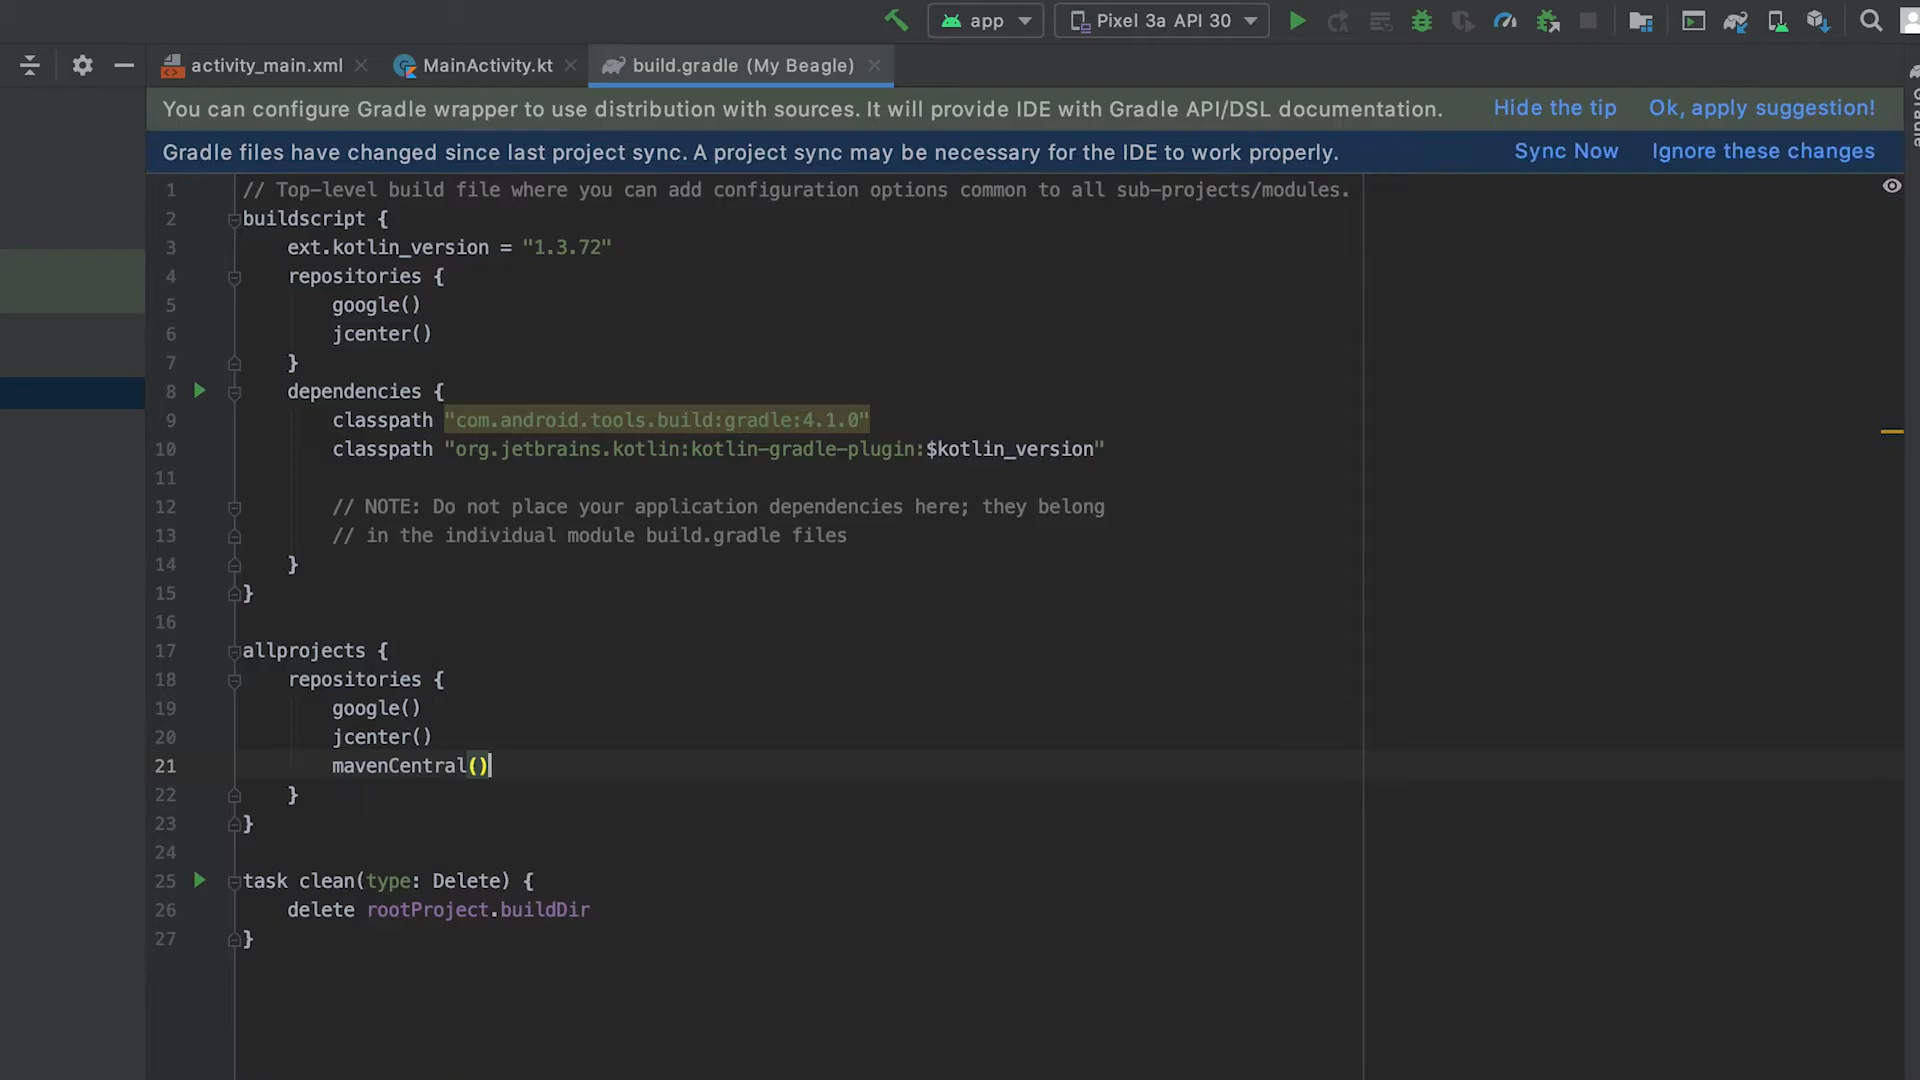 app
Pixel 3a API 30
activity_main.xml
MainActivity.kt
build.gradle (My Beagle)
You can configure Gradle wrapper to use distribution with sources. It will provide IDE with Gradle API/DSL documentation.
Hide the tip
Ok, apply suggestion!
Gradle files have changed since last project sync. A project sync may be necessary for the IDE to work properly.
Sync Now
Ignore these changes
Gradle
1 // Top-level build file where you can add configuration options common to all sub-projects/modules.
2 buildscript {
3 ext.kotlin_version = "1.3.72"
4 repositories {
5 google()
6 jcenter()
7 }
8 dependencies {
9 classpath "com.android.tools.build:gradle:4.1.0"
10 classpath "org.jetbrains.kotlin:kotlin-gradle-plugin:$kotlin_version"
11
12 // NOTE: Do not place your application dependencies here; they belong
13 // in the individual module build.gradle files
14 }
15 }
16
17 allprojects {
18 repositories {
19 google()
20 jcenter()
21 mavenCentral()
22 }
23 }
24
25 task clean(type: Delete) {
26 delete rootProject.buildDir
27 }